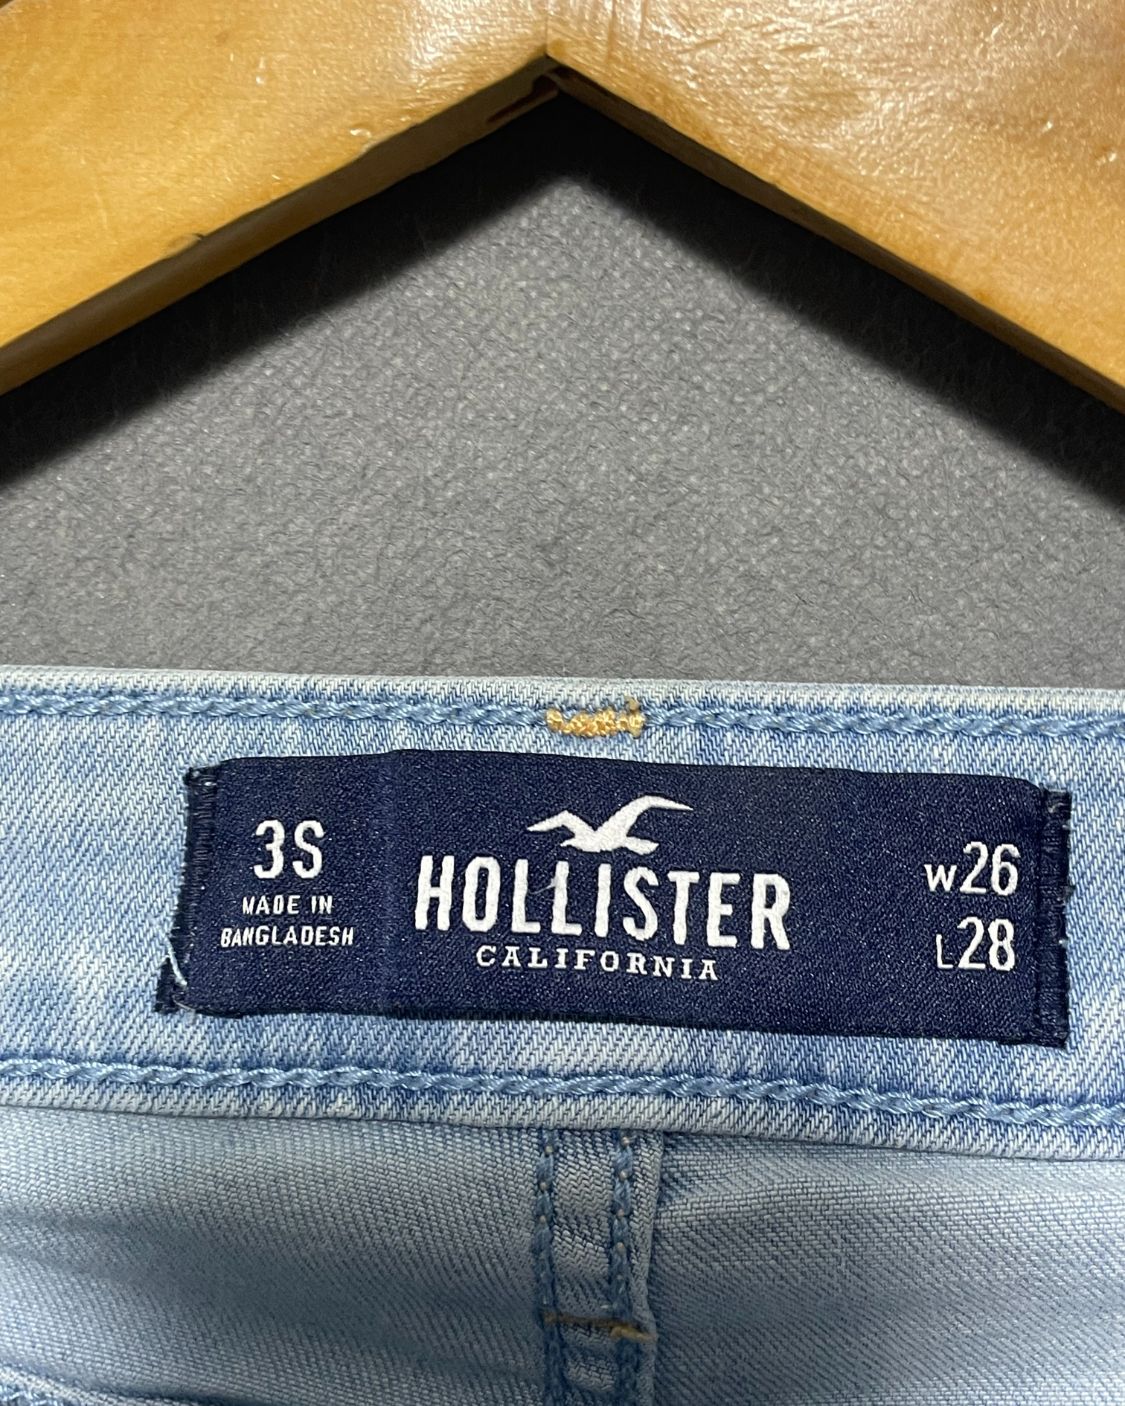 3S
MADE IN
BANGLADESH
HOLLISTER
CALIFORNIA
W26
L28